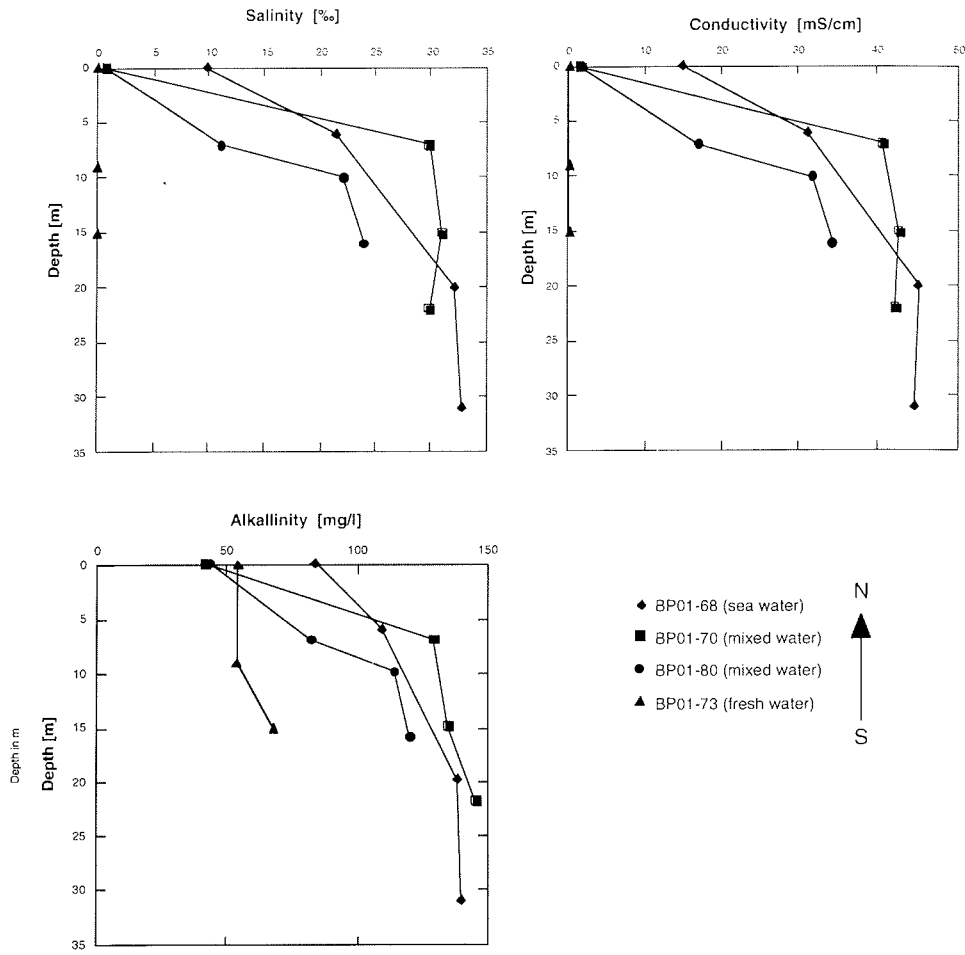 Salinity [‰]
0 5 10 15 20 25 30 35
0
5
10
15
20
25
30
35
Depth [m]
Conductivity [mS/cm]
0 10 20 30 40 50
0
5
10
15
20
25
30
35
Depth [m]
Alkallinity [mg/l]
0 50 100 150
0
5
10
15
20
25
30
35
Depth in m
Depth [m]
BP01-68 (sea water)
BP01-70 (mixed water)
BP01-80 (mixed water)
BP01-73 (fresh water)
N
S